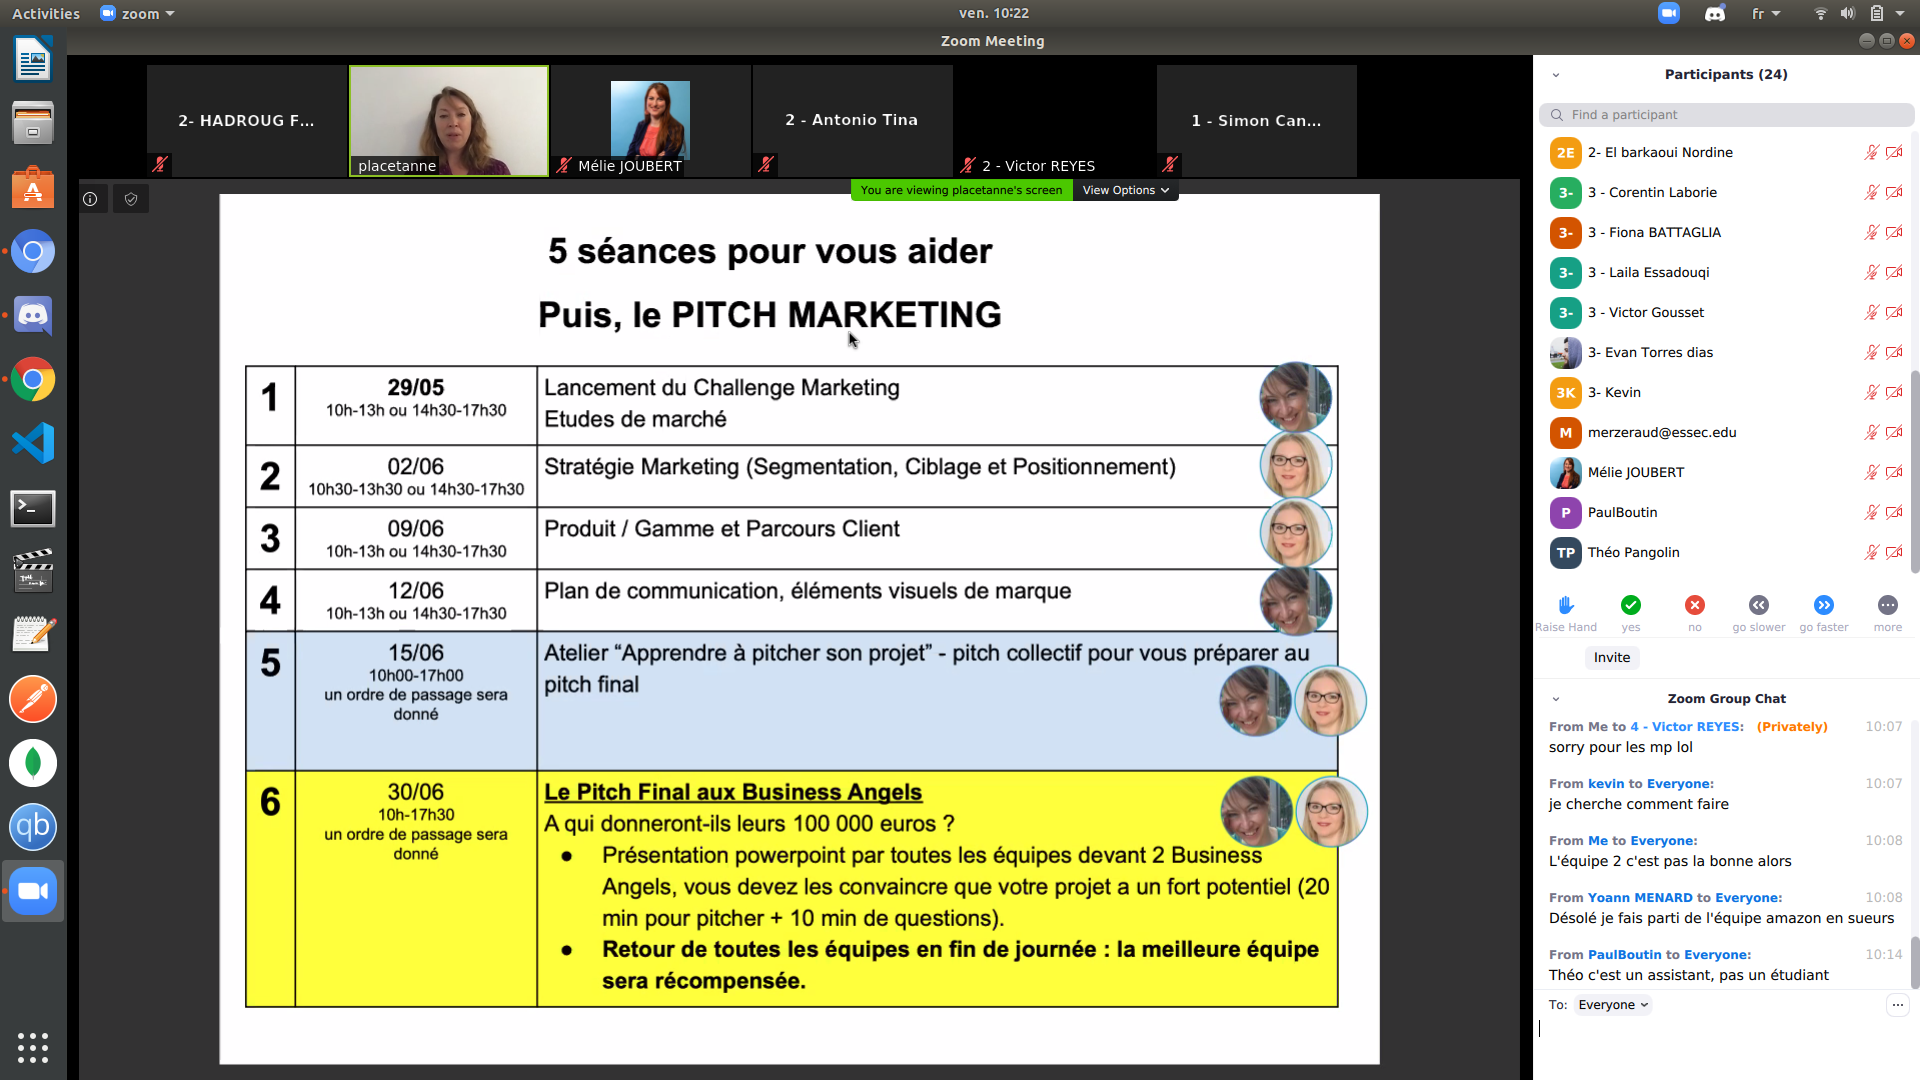 Activities
zoom
ven. 10:22
fr
Zoom Meeting
2- HADROUG F...
placetanne
Mélie JOUBERT
2 - Antonio Tina
2 - Victor REYES
1 - Simon Can...
You are viewing placetanne's screen
View Options
5 séances pour vous aider
Puis, le PITCH MARKETING
1
29/05
10h-13h ou 14h30-17h30
Lancement du Challenge Marketing
Etudes de marché
2
02/06
10h30-13h30 ou 14h30-17h30
Stratégie Marketing (Segmentation, Ciblage et Positionnement)
3
09/06
10h-13h ou 14h30-17h30
Produit / Gamme et Parcours Client
4
12/06
10h-13h ou 14h30-17h30
Plan de communication, éléments visuels de marque
5
15/06
10h00-17h00
un ordre de passage sera
donné
Atelier “Apprendre à pitcher son projet” - pitch collectif pour vous préparer au
pitch final
6
30/06
10h-17h30
un ordre de passage sera
donné
Le Pitch Final aux Business Angels
A qui donneront-ils leurs 100 000 euros ?
● Présentation powerpoint par toutes les équipes devant 2 Business
Angels, vous devez les convaincre que votre projet a un fort potentiel (20
min pour pitcher + 10 min de questions).
● Retour de toutes les équipes en fin de journée : la meilleure équipe
sera récompensée.
Participants (24)
Find a participant
2E 2- El barkaoui Nordine
3- 3 - Corentin Laborie
3- 3 - Fiona BATTAGLIA
3- 3 - Laila Essadouqi
3- 3 - Victor Gousset
3- Evan Torres dias
3K 3- Kevin
M merzeraud@essec.edu
Mélie JOUBERT
P PaulBoutin
TP Théo Pangolin
Raise Hand
yes
no
go slower
go faster
more
Invite
Zoom Group Chat
From Me to 4 - Victor REYES: (Privately) 10:07
sorry pour les mp lol
From kevin to Everyone: 10:07
je cherche comment faire
From Me to Everyone: 10:08
L'équipe 2 c'est pas la bonne alors
From Yoann MENARD to Everyone: 10:08
Désolé je fais parti de l'équipe amazon en sueurs
From PaulBoutin to Everyone: 10:14
Théo c'est un assistant, pas un étudiant
To: Everyone
qb